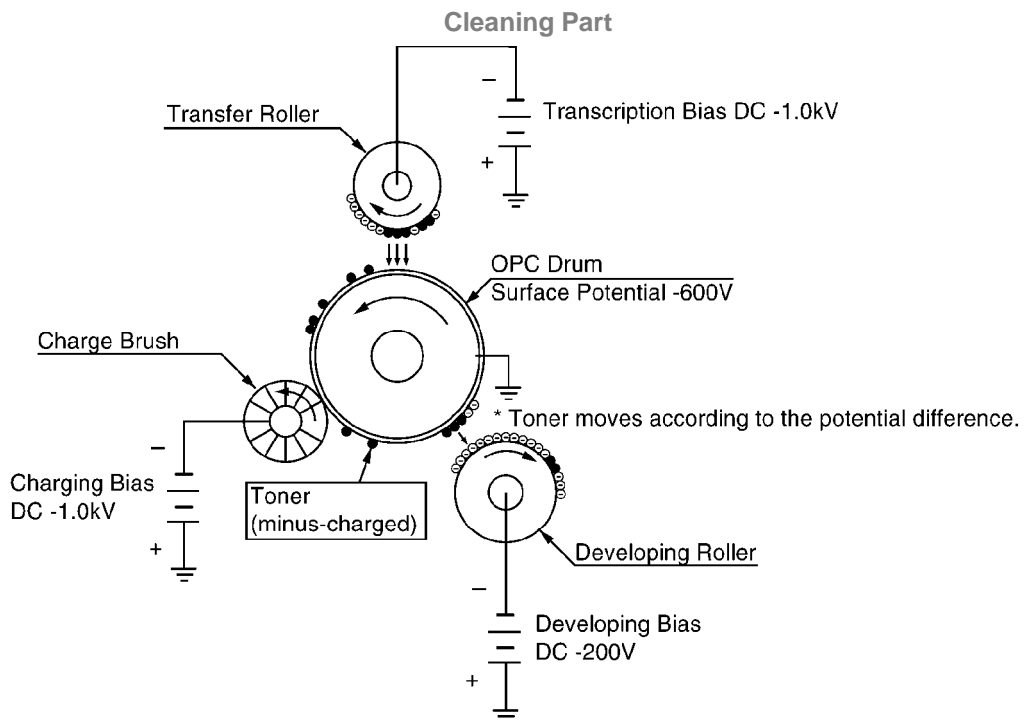 Cleaning Part
−
Transfer Roller
Transcription Bias DC -1.0kV
+
OPC Drum
Surface Potential -600V
Charge Brush
* Toner moves according to the potential difference.
−
Charging Bias
DC -1.0kV
Toner
(minus-charged)
+
Developing Roller
−
Developing Bias
DC -200V
+